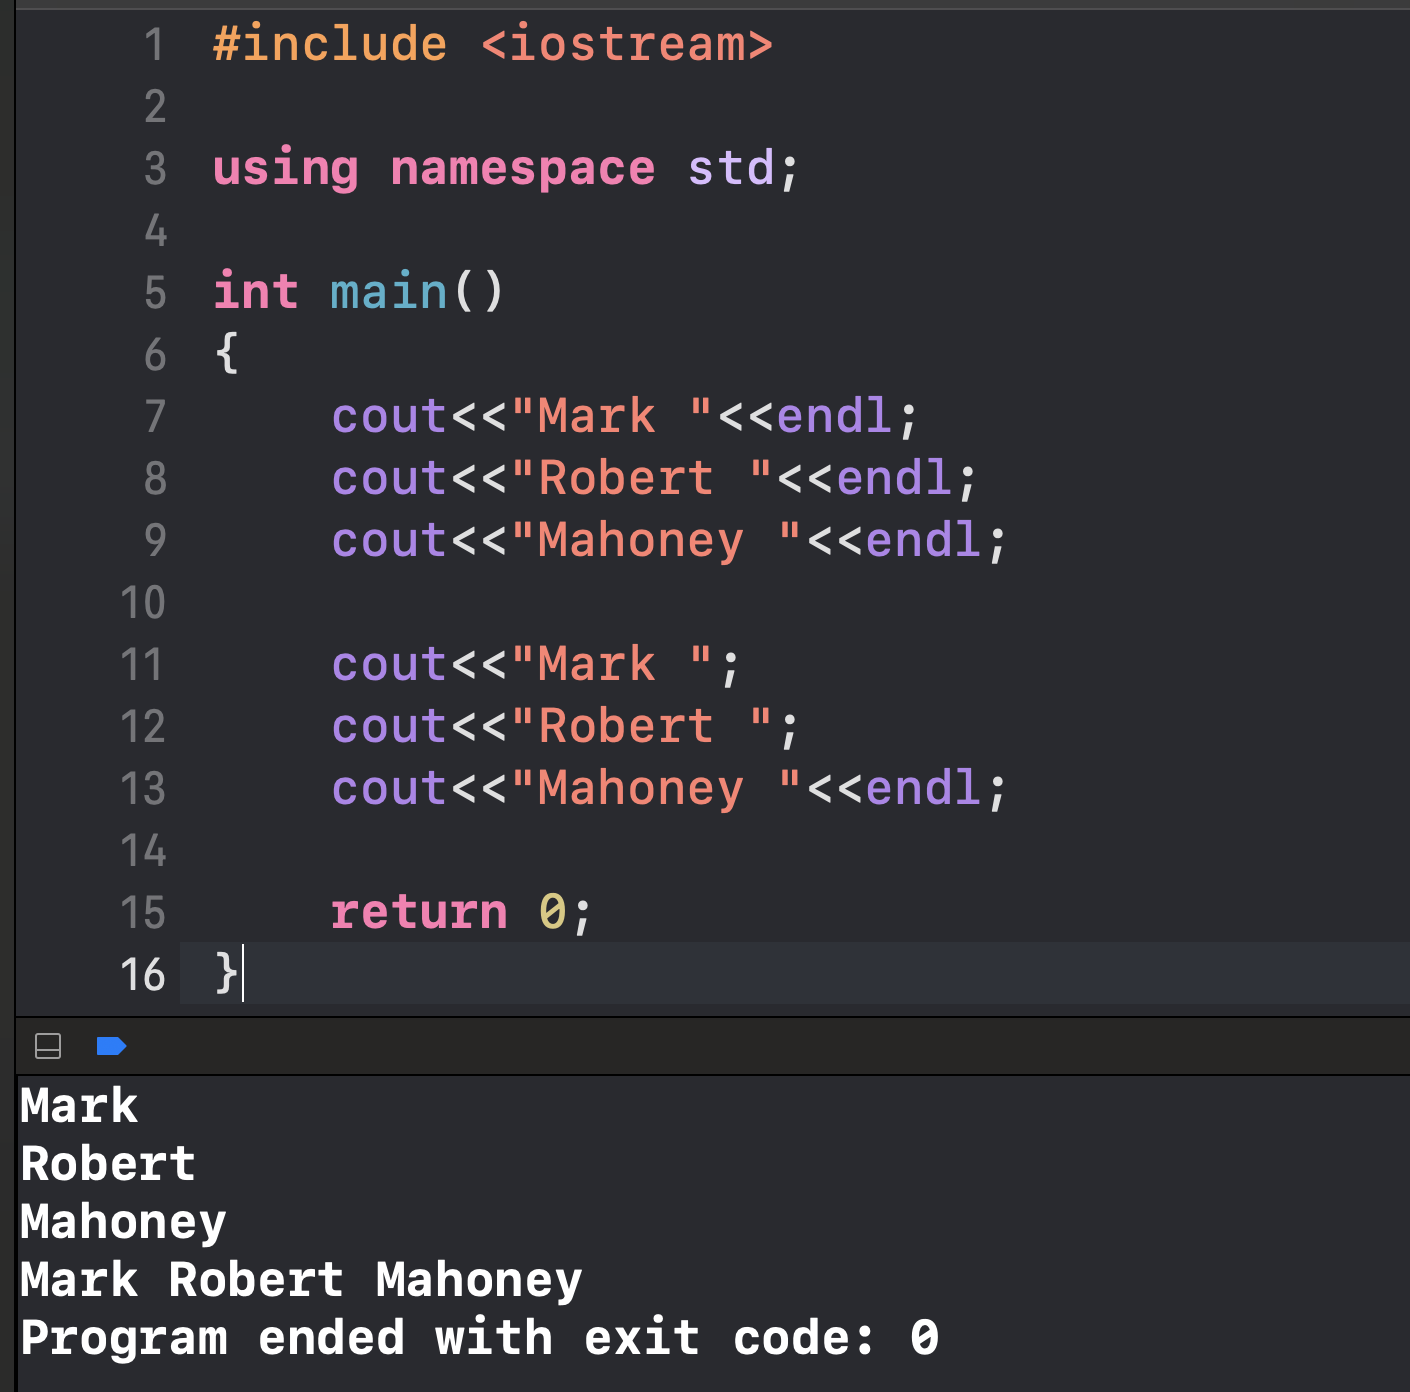 1 #include <iostream>
2
3 using namespace std;
4
5 int main()
6 {
7     cout<<"Mark "<<endl;
8     cout<<"Robert "<<endl;
9     cout<<"Mahoney "<<endl;
10
11     cout<<"Mark ";
12     cout<<"Robert ";
13     cout<<"Mahoney "<<endl;
14
15     return 0;
16 }
Mark
Robert
Mahoney
Mark Robert Mahoney
Program ended with exit code: 0